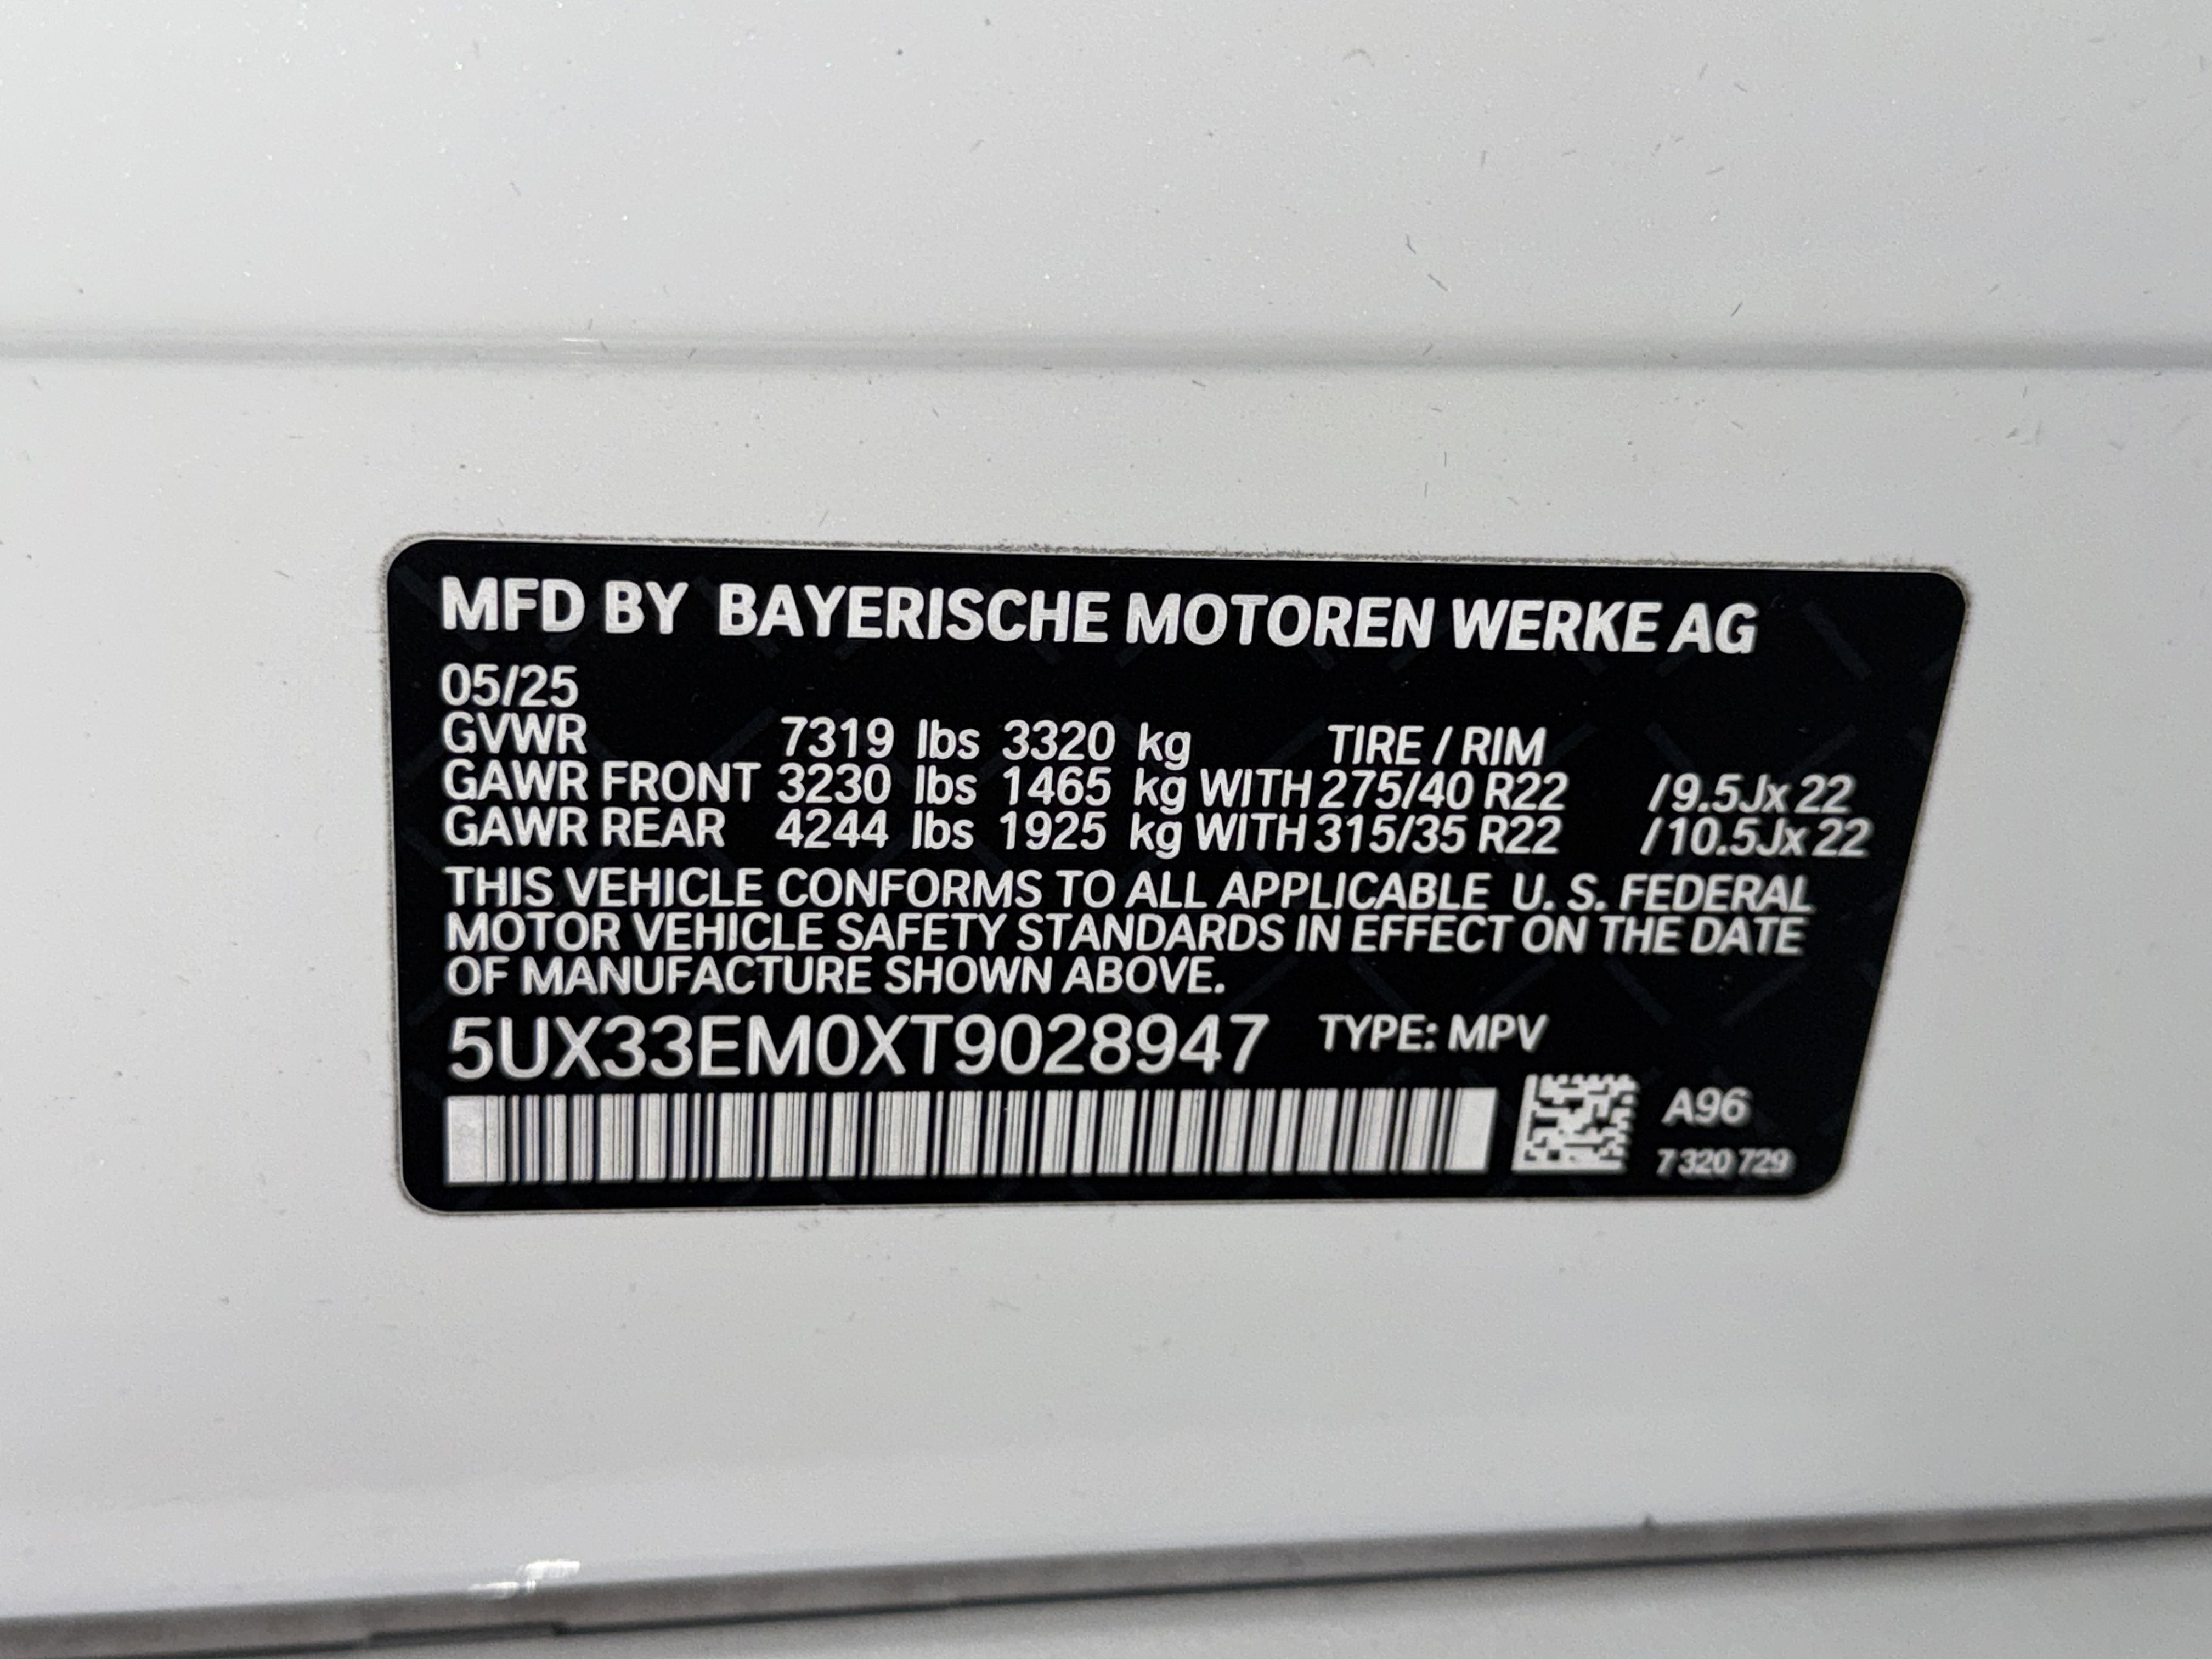 MFD BY BAYERISCHE MOTOREN WERKE AG
05/25
GVWR 7319 lbs 3320 kg TIRE / RIM
GAWR FRONT 3230 lbs 1465 kg WITH 275/40 R22 /9.5Jx 22
GAWR REAR 4244 lbs 1925 kg WITH 315/35 R22 /10.5Jx 22
THIS VEHICLE CONFORMS TO ALL APPLICABLE U. S. FEDERAL
MOTOR VEHICLE SAFETY STANDARDS IN EFFECT ON THE DATE
OF MANUFACTURE SHOWN ABOVE.
5UX33EM0XT9028947 TYPE: MPV
A96
7 320 729